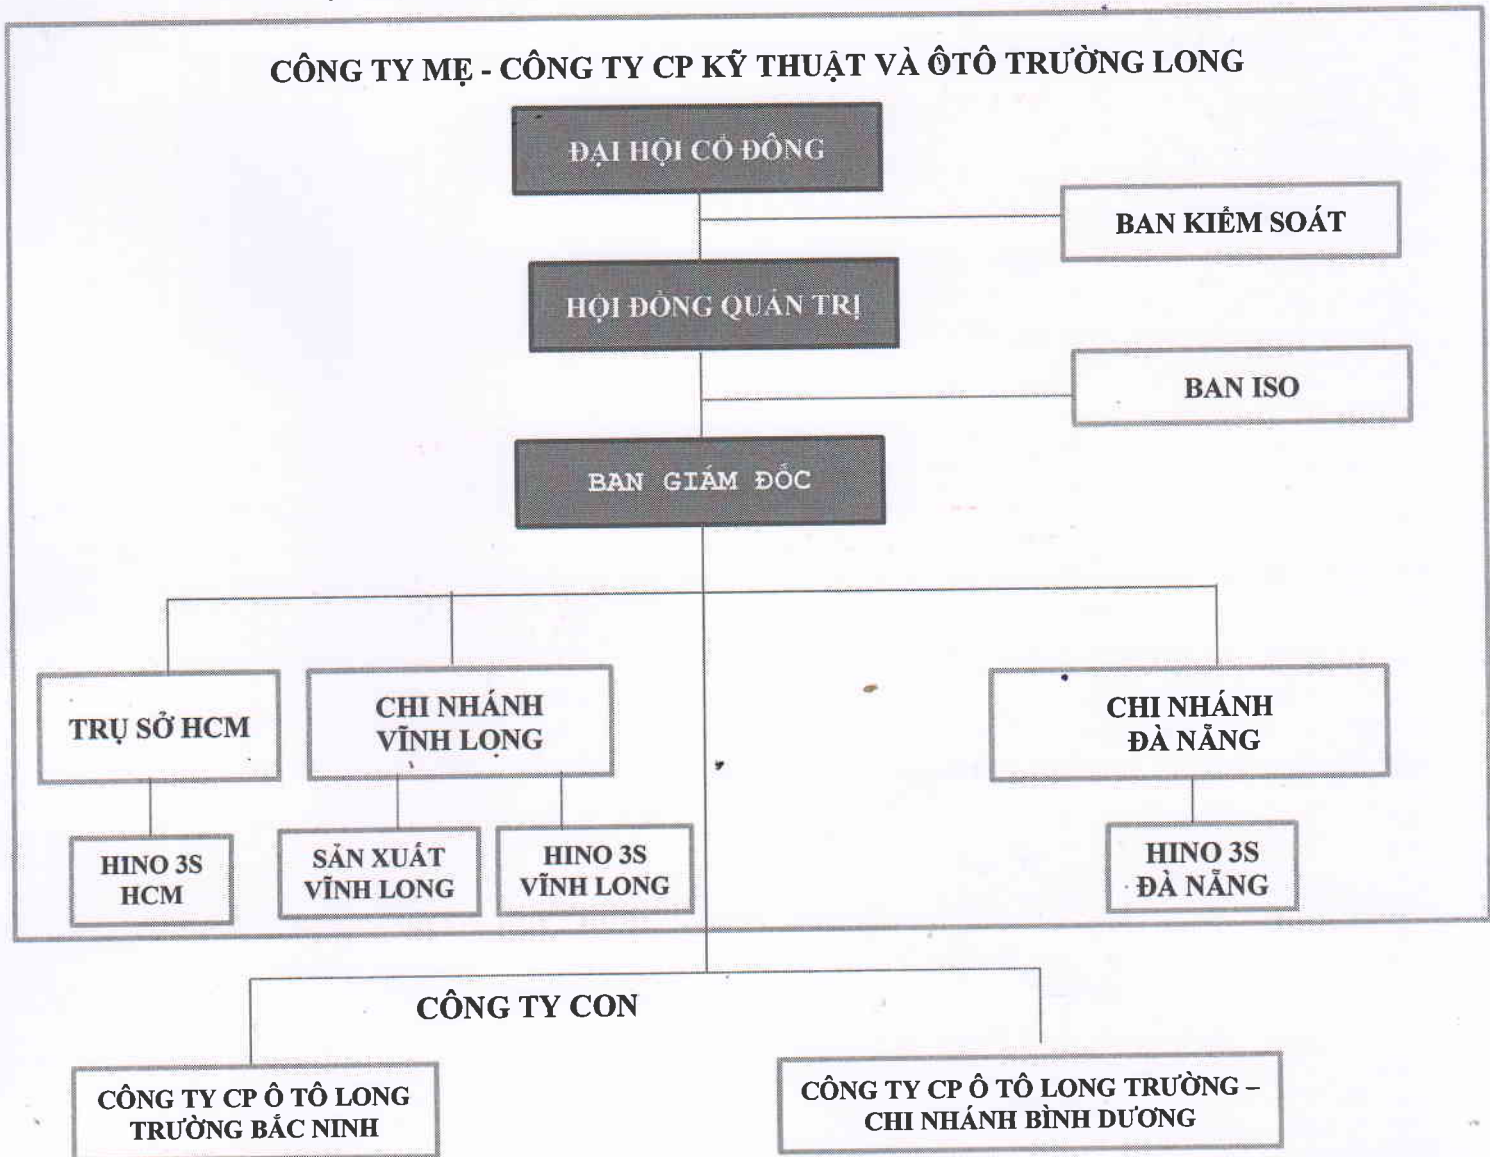 CÔNG TY MẸ - CÔNG TY CP KỸ THUẬT VÀ ÔTÔ TRƯỜNG LONG
ĐẠI HỘI CỔ ĐÔNG
BAN KIỂM SOÁT
HỘI ĐỒNG QUẢN TRỊ
BAN ISO
BAN GIÁM ĐỐC
TRỤ SỞ HCM
CHI NHÁNH
VĨNH LONG
CHI NHÁNH
ĐÀ NẴNG
HINO 3S
HCM
SẢN XUẤT
VĨNH LONG
HINO 3S
VĨNH LONG
HINO 3S
ĐÀ NẴNG
CÔNG TY CON
CÔNG TY CP Ô TÔ LONG
TRƯỜNG BẮC NINH
CÔNG TY CP Ô TÔ LONG TRƯỜNG –
CHI NHÁNH BÌNH DƯƠNG